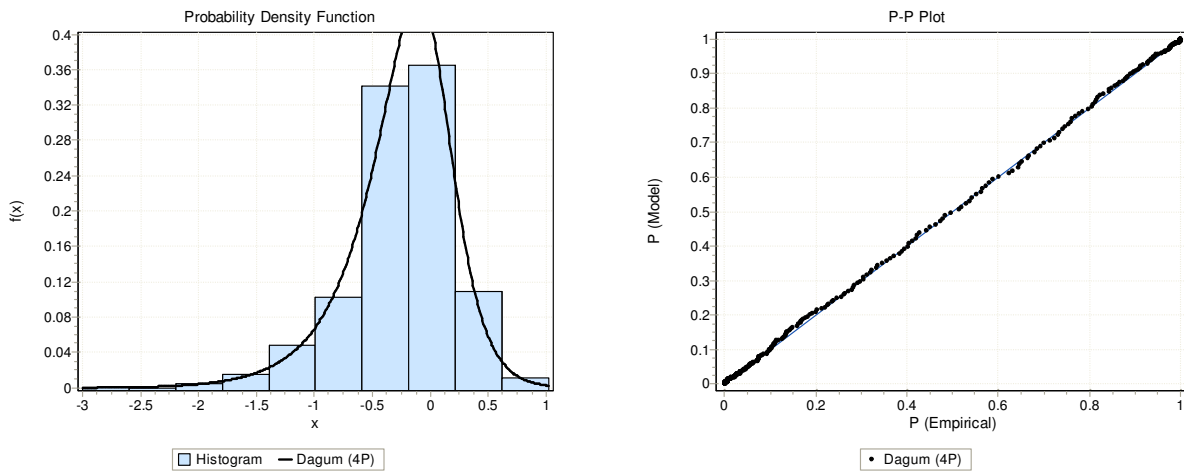 Probability Density Function
0.4
0.36
0.32
0.28
0.24
0.2
0.16
0.12
0.08
0.04
0
f(x)
-3 -2.5 -2 -1.5 -1 -0.5 0 0.5 1
x
Histogram Dagum (4P)
P-P Plot
1
0.9
0.8
0.7
0.6
0.5
0.4
0.3
0.2
0.1
0
P (Model)
0 0.2 0.4 0.6 0.8 1
P (Empirical)
Dagum (4P)